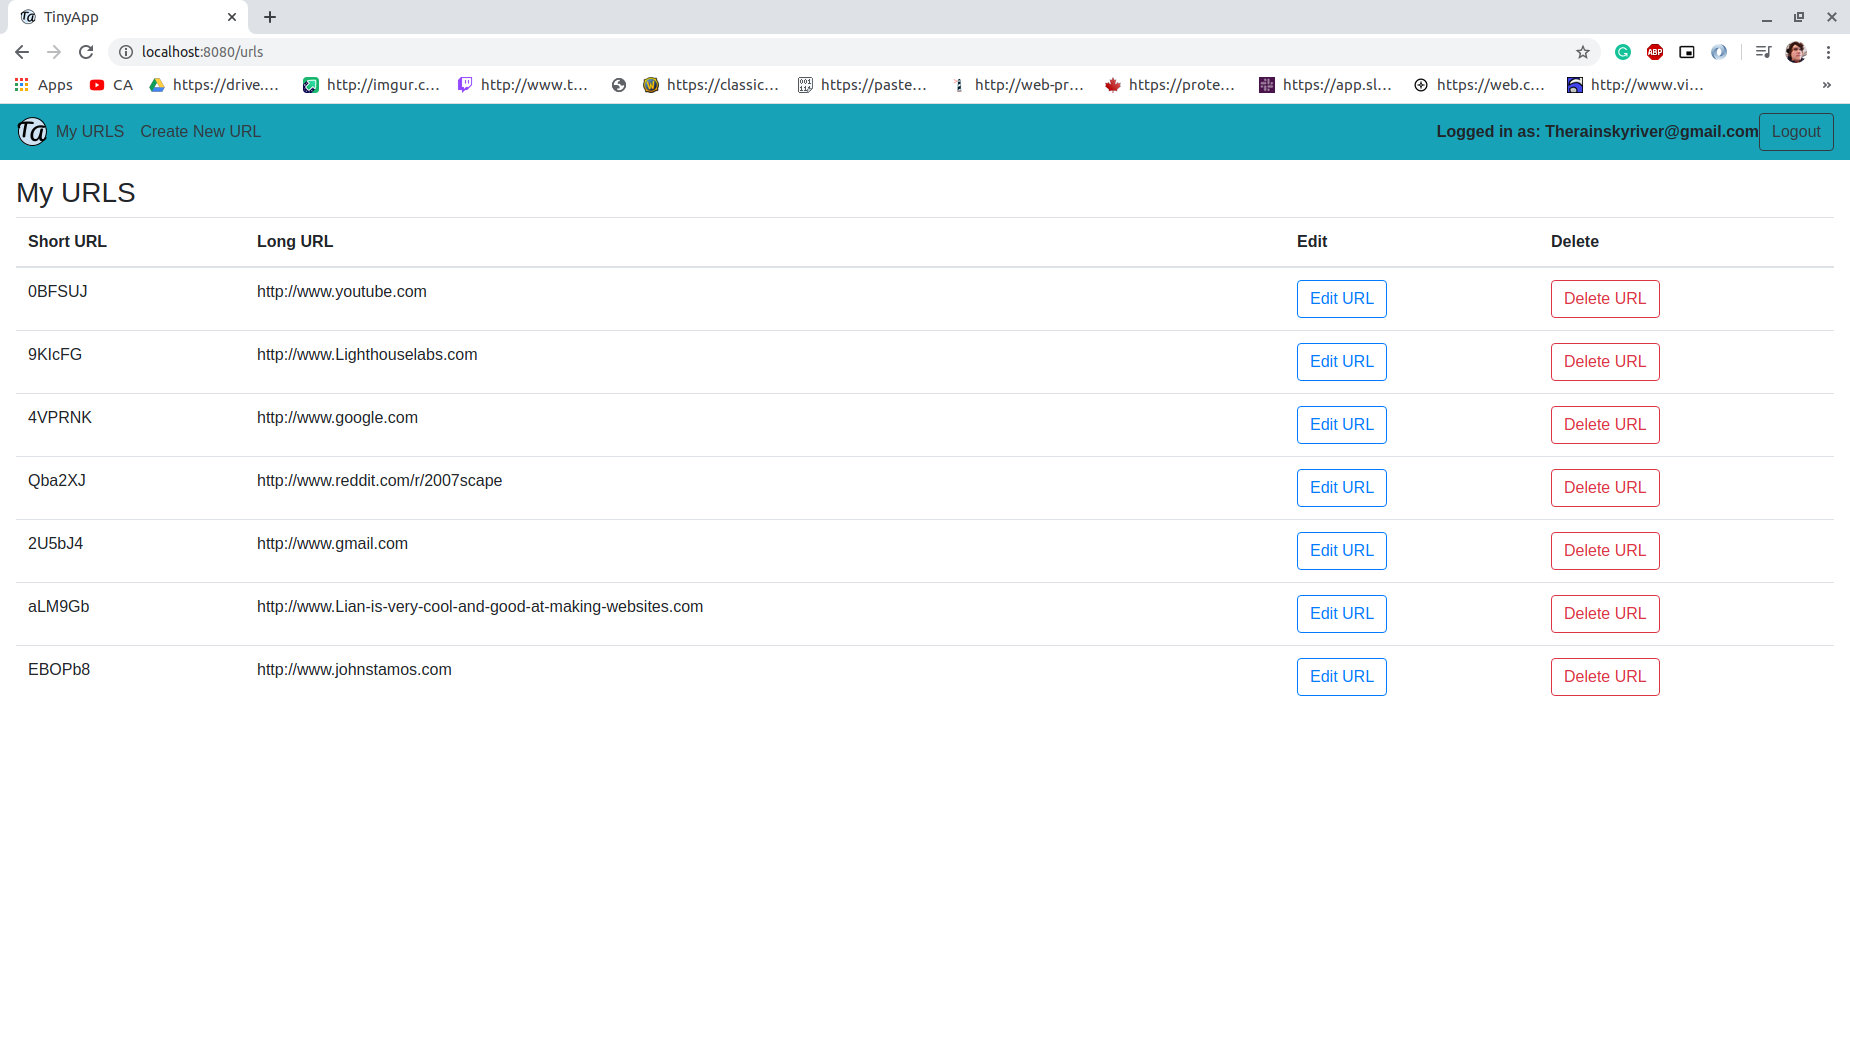 TinyApp
localhost:8080/urls
Apps CA https://drive.... http://imgur.c... http://www.t... https://classic... https://paste... http://web-pr... https://prote... https://app.sl... https://web.c... http://www.vi... »
Ta My URLS Create New URL Logged in as: Therainskyriver@gmail.com Logout
My URLS
Short URL Long URL Edit Delete
0BFSUJ http://www.youtube.com Edit URL Delete URL
9KIcFG http://www.Lighthouselabs.com Edit URL Delete URL
4VPRNK http://www.google.com Edit URL Delete URL
Qba2XJ http://www.reddit.com/r/2007scape Edit URL Delete URL
2U5bJ4 http://www.gmail.com Edit URL Delete URL
aLM9Gb http://www.Lian-is-very-cool-and-good-at-making-websites.com Edit URL Delete URL
EBOPb8 http://www.johnstamos.com Edit URL Delete URL